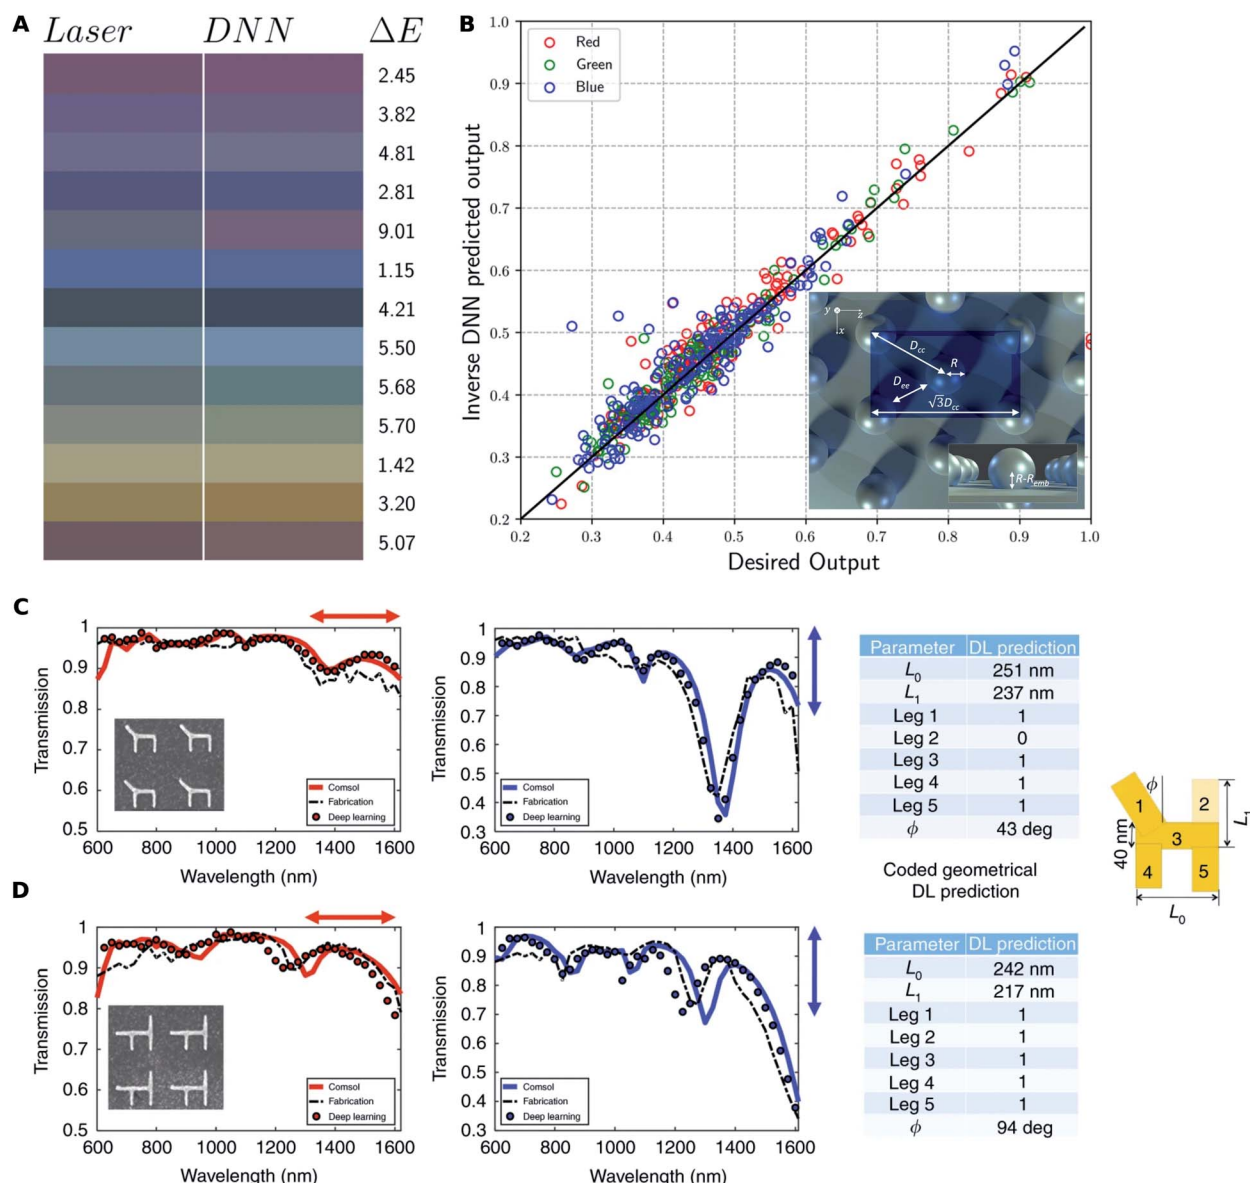 A
Laser DNN ΔE
2.45
3.82
4.81
2.81
9.01
1.15
4.21
5.50
5.68
5.70
1.42
3.20
5.07
B
Inverse DNN predicted output
1.0
0.9
0.8
0.7
0.6
0.5
0.4
0.3
0.2
Red
Green
Blue
y z
x
D_cc
R
D_ee
√3D_cc
R-R_emb
0.2 0.3 0.4 0.5 0.6 0.7 0.8 0.9 1.0
Desired Output
C
Transmission
1
0.9
0.8
0.7
0.6
0.5
Comsol
Fabrication
Deep learning
600 800 1000 1200 1400 1600
Wavelength (nm)
Transmission
1
0.9
0.8
0.7
0.6
0.5
0.4
0.3
Comsol
Fabrication
Deep learning
600 800 1000 1200 1400 1600
Wavelength (nm)
Parameter DL prediction
L0 251 nm
L1 237 nm
Leg 1 1
Leg 2 0
Leg 3 1
Leg 4 1
Leg 5 1
ϕ 43 deg
Coded geometrical
DL prediction
ϕ
1 2
3
4 5
40 nm
L1
L0
D
Transmission
1
0.9
0.8
0.7
0.6
0.5
Comsol
Fabrication
Deep learning
600 800 1000 1200 1400 1600
Wavelength (nm)
Transmission
1
0.9
0.9
1
0.7
0.6
0.5
0.4
0.3
Comsol
Fabrication
Deep learning
600 800 1000 1200 1400 1600
Wavelength (nm)
Parameter DL prediction
L0 242 nm
L1 217 nm
Leg 1 1
Leg 2 1
Leg 3 1
Leg 4 1
Leg 5 1
ϕ 94 deg